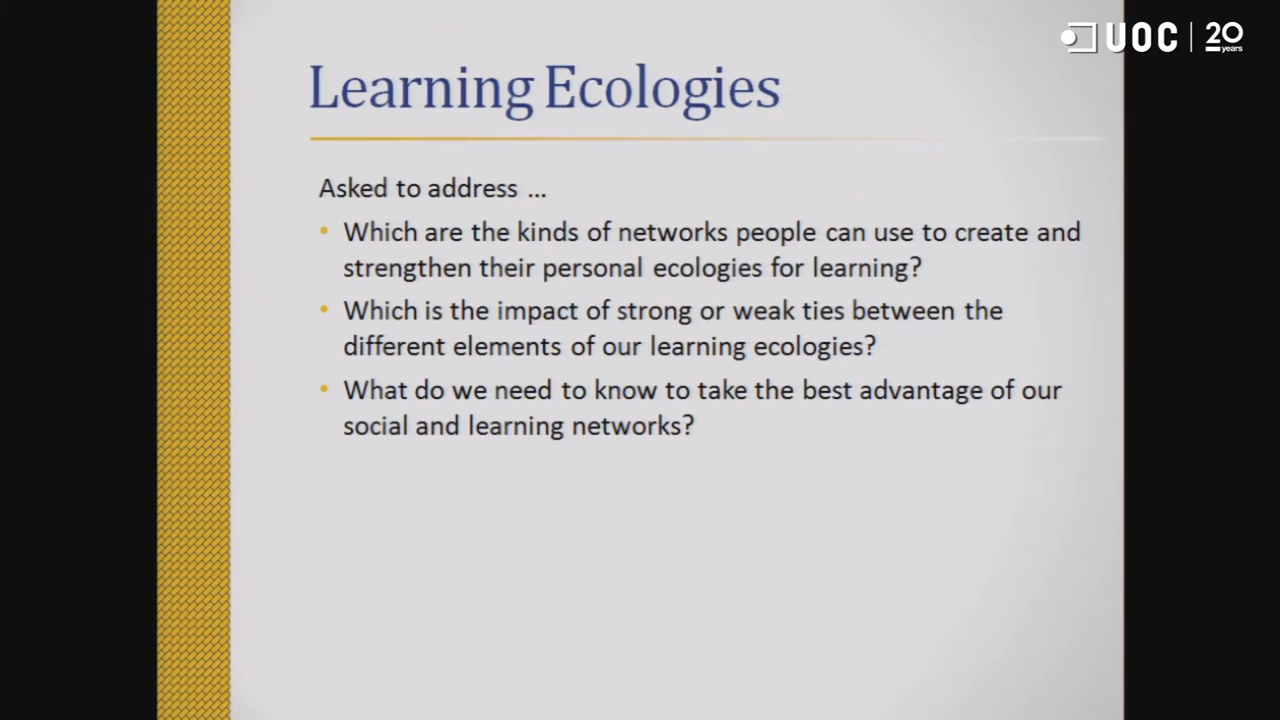 UOC | 20 years
Learning Ecologies
Asked to address ...
• Which are the kinds of networks people can use to create and
strengthen their personal ecologies for learning?
• Which is the impact of strong or weak ties between the
different elements of our learning ecologies?
• What do we need to know to take the best advantage of our
social and learning networks?